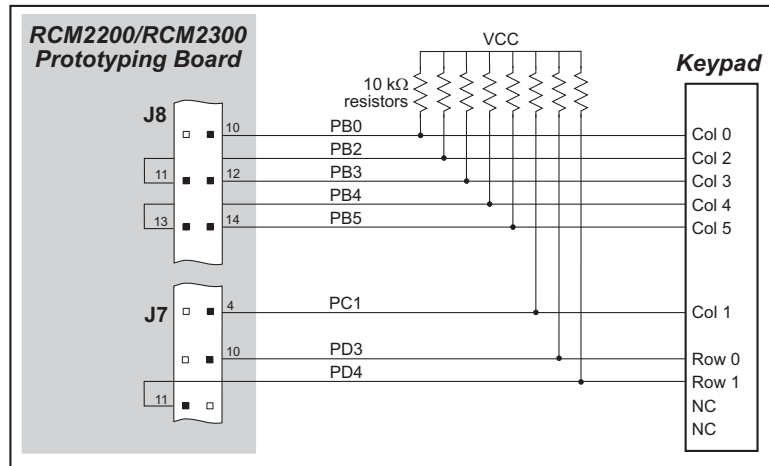 RCM2200/RCM2300
Prototyping Board
VCC
Keypad
10 kΩ
resistors
J8
10
PB0
Col 0
PB2
Col 2
11
12
PB3
Col 3
PB4
Col 4
13
14
PB5
Col 5
J7
4
PC1
Col 1
10
PD3
Row 0
PD4
Row 1
11
NC
NC